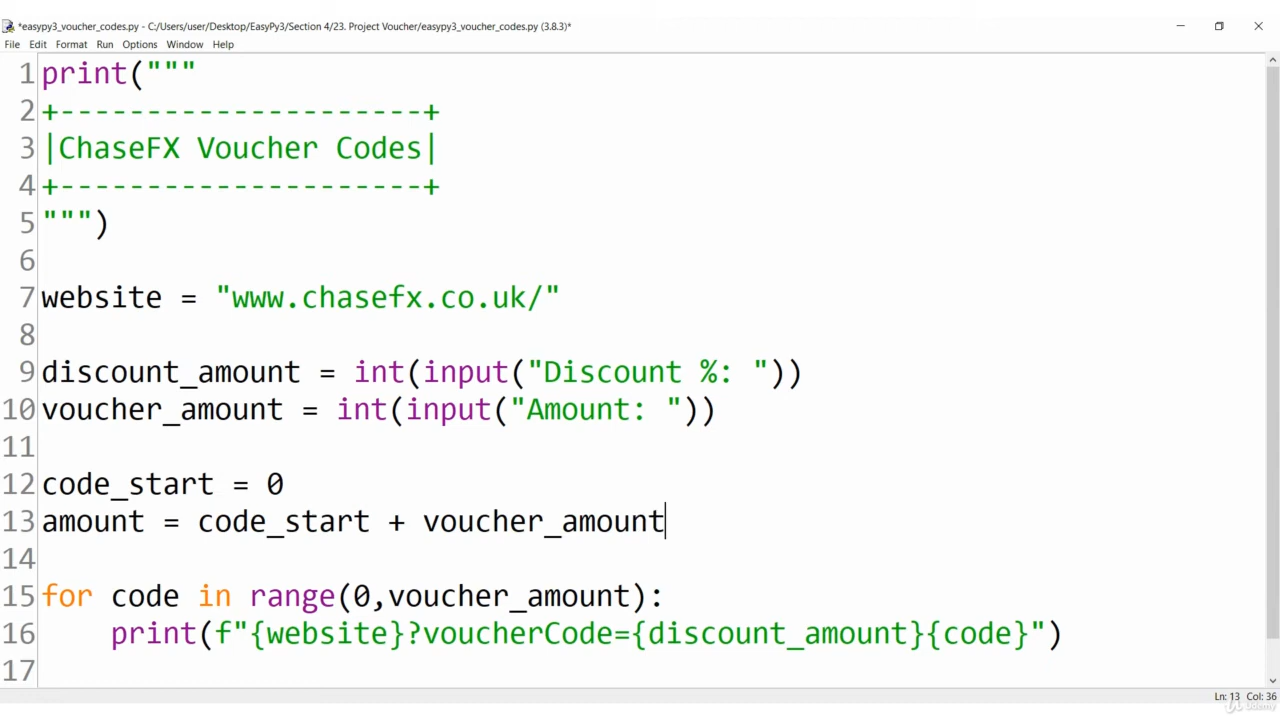 *easypy3_voucher_codes.py - C:/Users/user/Desktop/EasyPy3/Section 4/23. Project Voucher/easypy3_voucher_codes.py (3.8.3)*
File Edit Format Run Options Window Help
1 print("""
2 +---------------------+
3 |ChaseFX Voucher Codes|
4 +---------------------+
5 """)
6
7 website = "www.chasefx.co.uk/"
8
9 discount_amount = int(input("Discount %: "))
10 voucher_amount = int(input("Amount: "))
11
12 code_start = 0
13 amount = code_start + voucher_amount
14
15 for code in range(0,voucher_amount):
16     print(f"{website}?voucherCode={discount_amount}{code}")
17
Ln: 13 Col: 36
Udemy